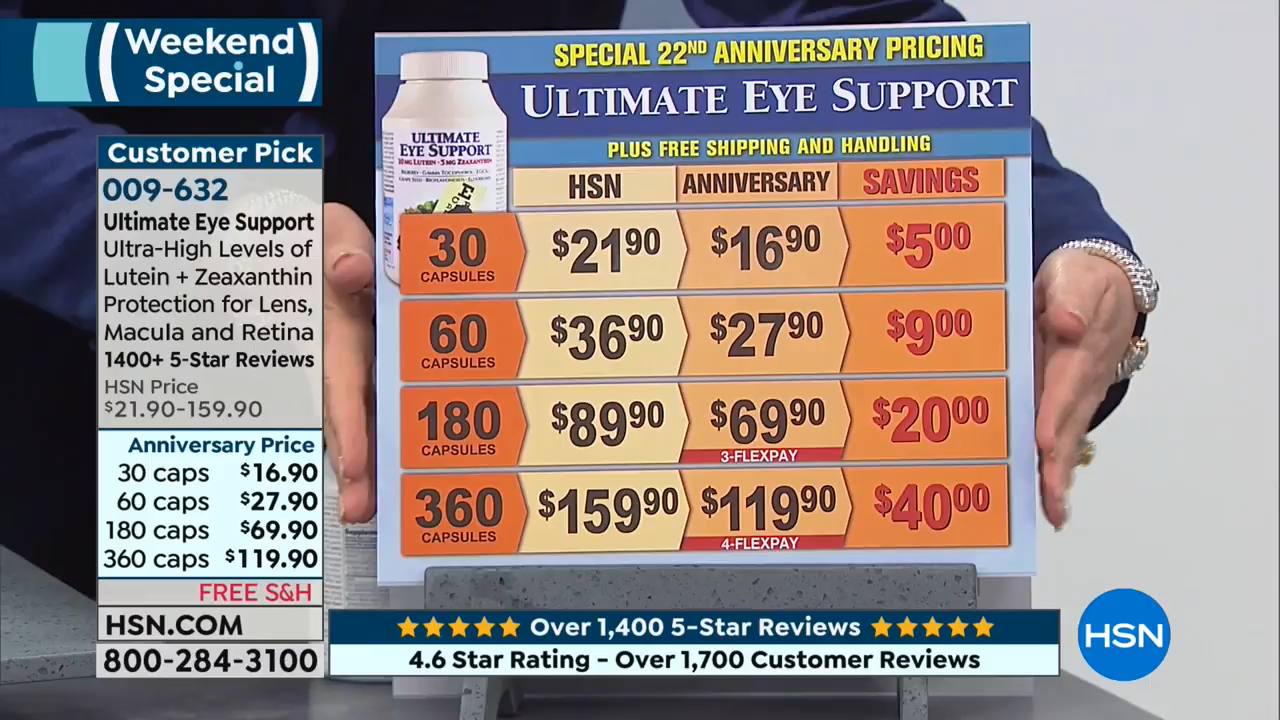 (Weekend
Special)
Customer Pick
009-632
Ultimate Eye Support
Ultra-High Levels of
Lutein + Zeaxanthin
Protection for Lens,
Macula and Retina
1400+ 5-Star Reviews
HSN Price
$21.90-159.90
Anniversary Price
30 caps $16.90
60 caps $27.90
180 caps $69.90
360 caps $119.90
FREE S&H
HSN.COM
800-284-3100
SPECIAL 22ND ANNIVERSARY PRICING
ULTIMATE EYE SUPPORT
PLUS FREE SHIPPING AND HANDLING
ULTIMATE
EYE SUPPORT
HSN ANNIVERSARY SAVINGS
30 CAPSULES $21.90 $16.90 $5.00
60 CAPSULES $36.90 $27.90 $9.00
180 CAPSULES $89.90 $69.90 $20.00
3-FLEXPAY
360 CAPSULES $159.90 $119.90 $40.00
4-FLEXPAY
Over 1,400 5-Star Reviews
4.6 Star Rating – Over 1,700 Customer Reviews
HSN